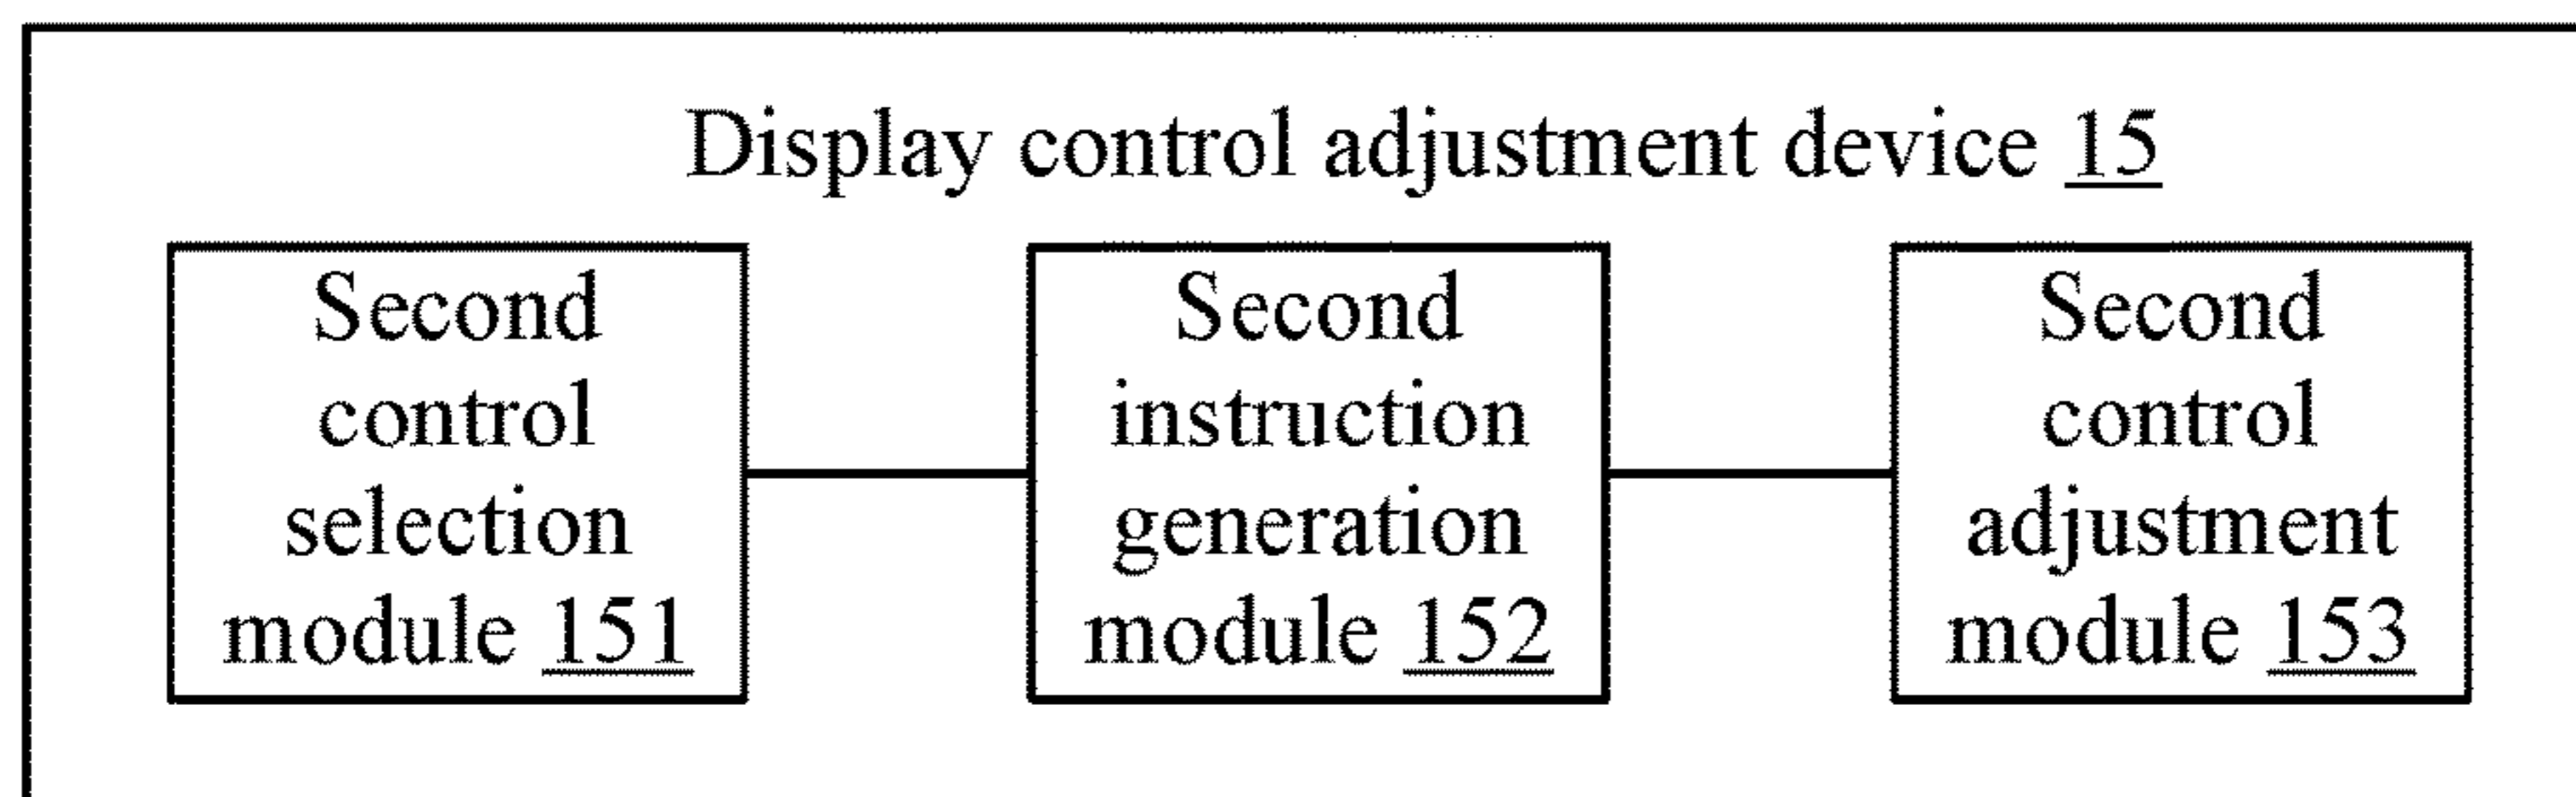 Display control adjustment device 15
Second
control
selection
module 151
Second
instruction
generation
module 152
Second
control
adjustment
module 153